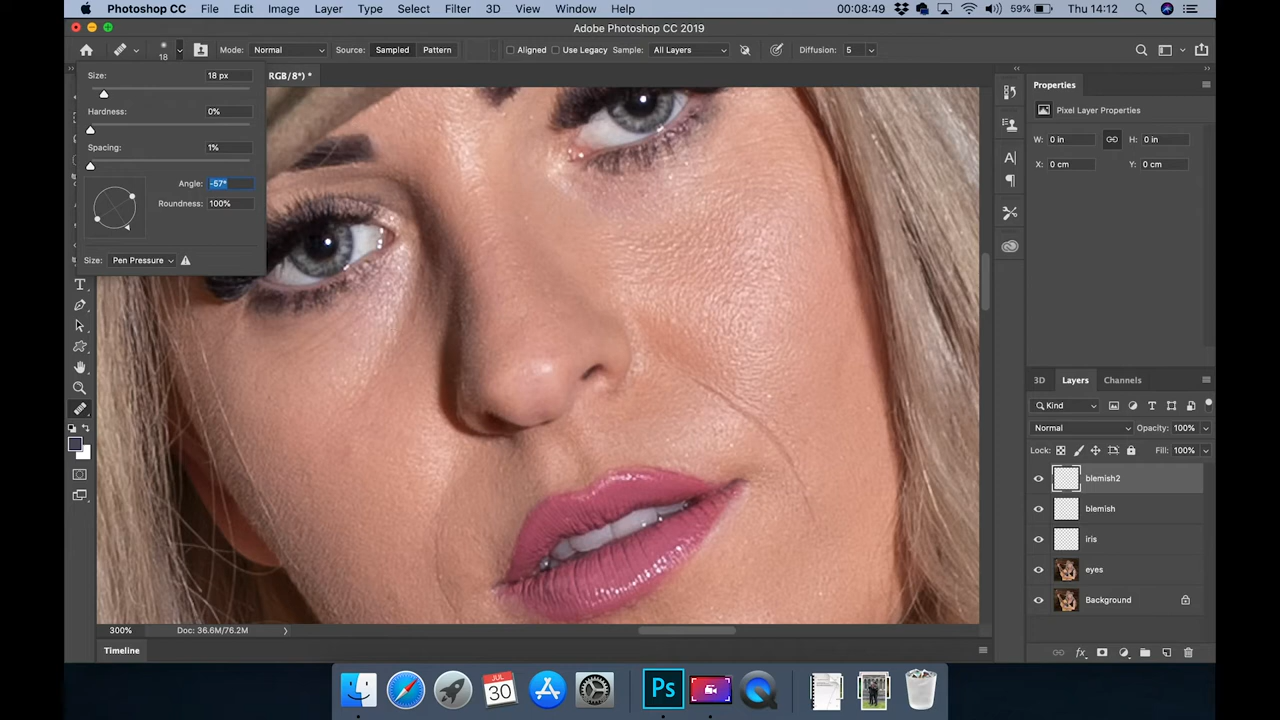 Photoshop CC File Edit Image Layer Type Select Filter 3D View Window Help 00:08:49 59% Thu 14:12
Adobe Photoshop CC 2019
18 Mode: Normal Source: Sampled Pattern Aligned Use Legacy Sample: All Layers Diffusion: 5
RGB/8*) *
Size: 18 px
Hardness: 0%
Spacing: 1%
Angle: -57°
Roundness: 100%
Size: Pen Pressure
Properties
Pixel Layer Properties
W: 0 in H: 0 in
X: 0 cm Y: 0 cm
3D Layers Channels
Kind
Normal Opacity: 100%
Lock: Fill: 100%
blemish2
blemish
iris
eyes
Background
300% Doc: 36.6M/76.2M
Timeline
JUL
30
Ps